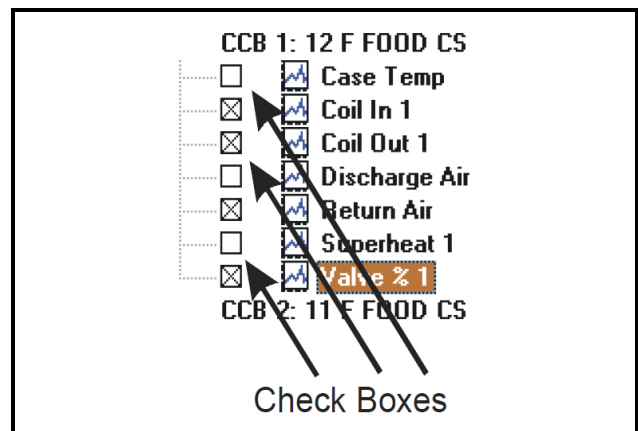 CCB 1: 12 F FOOD CS
Case Temp
Coil In 1
Coil Out 1
Discharge Air
Return Air
Superheat 1
Valve % 1
CCB 2: 11 F FOOD CS
Check Boxes